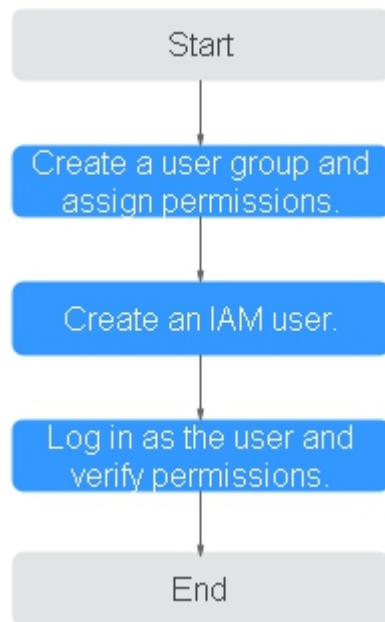 Start
Create a user group and
assign permissions.
Create an IAM user.
Log in as the user and
verify permissions.
End